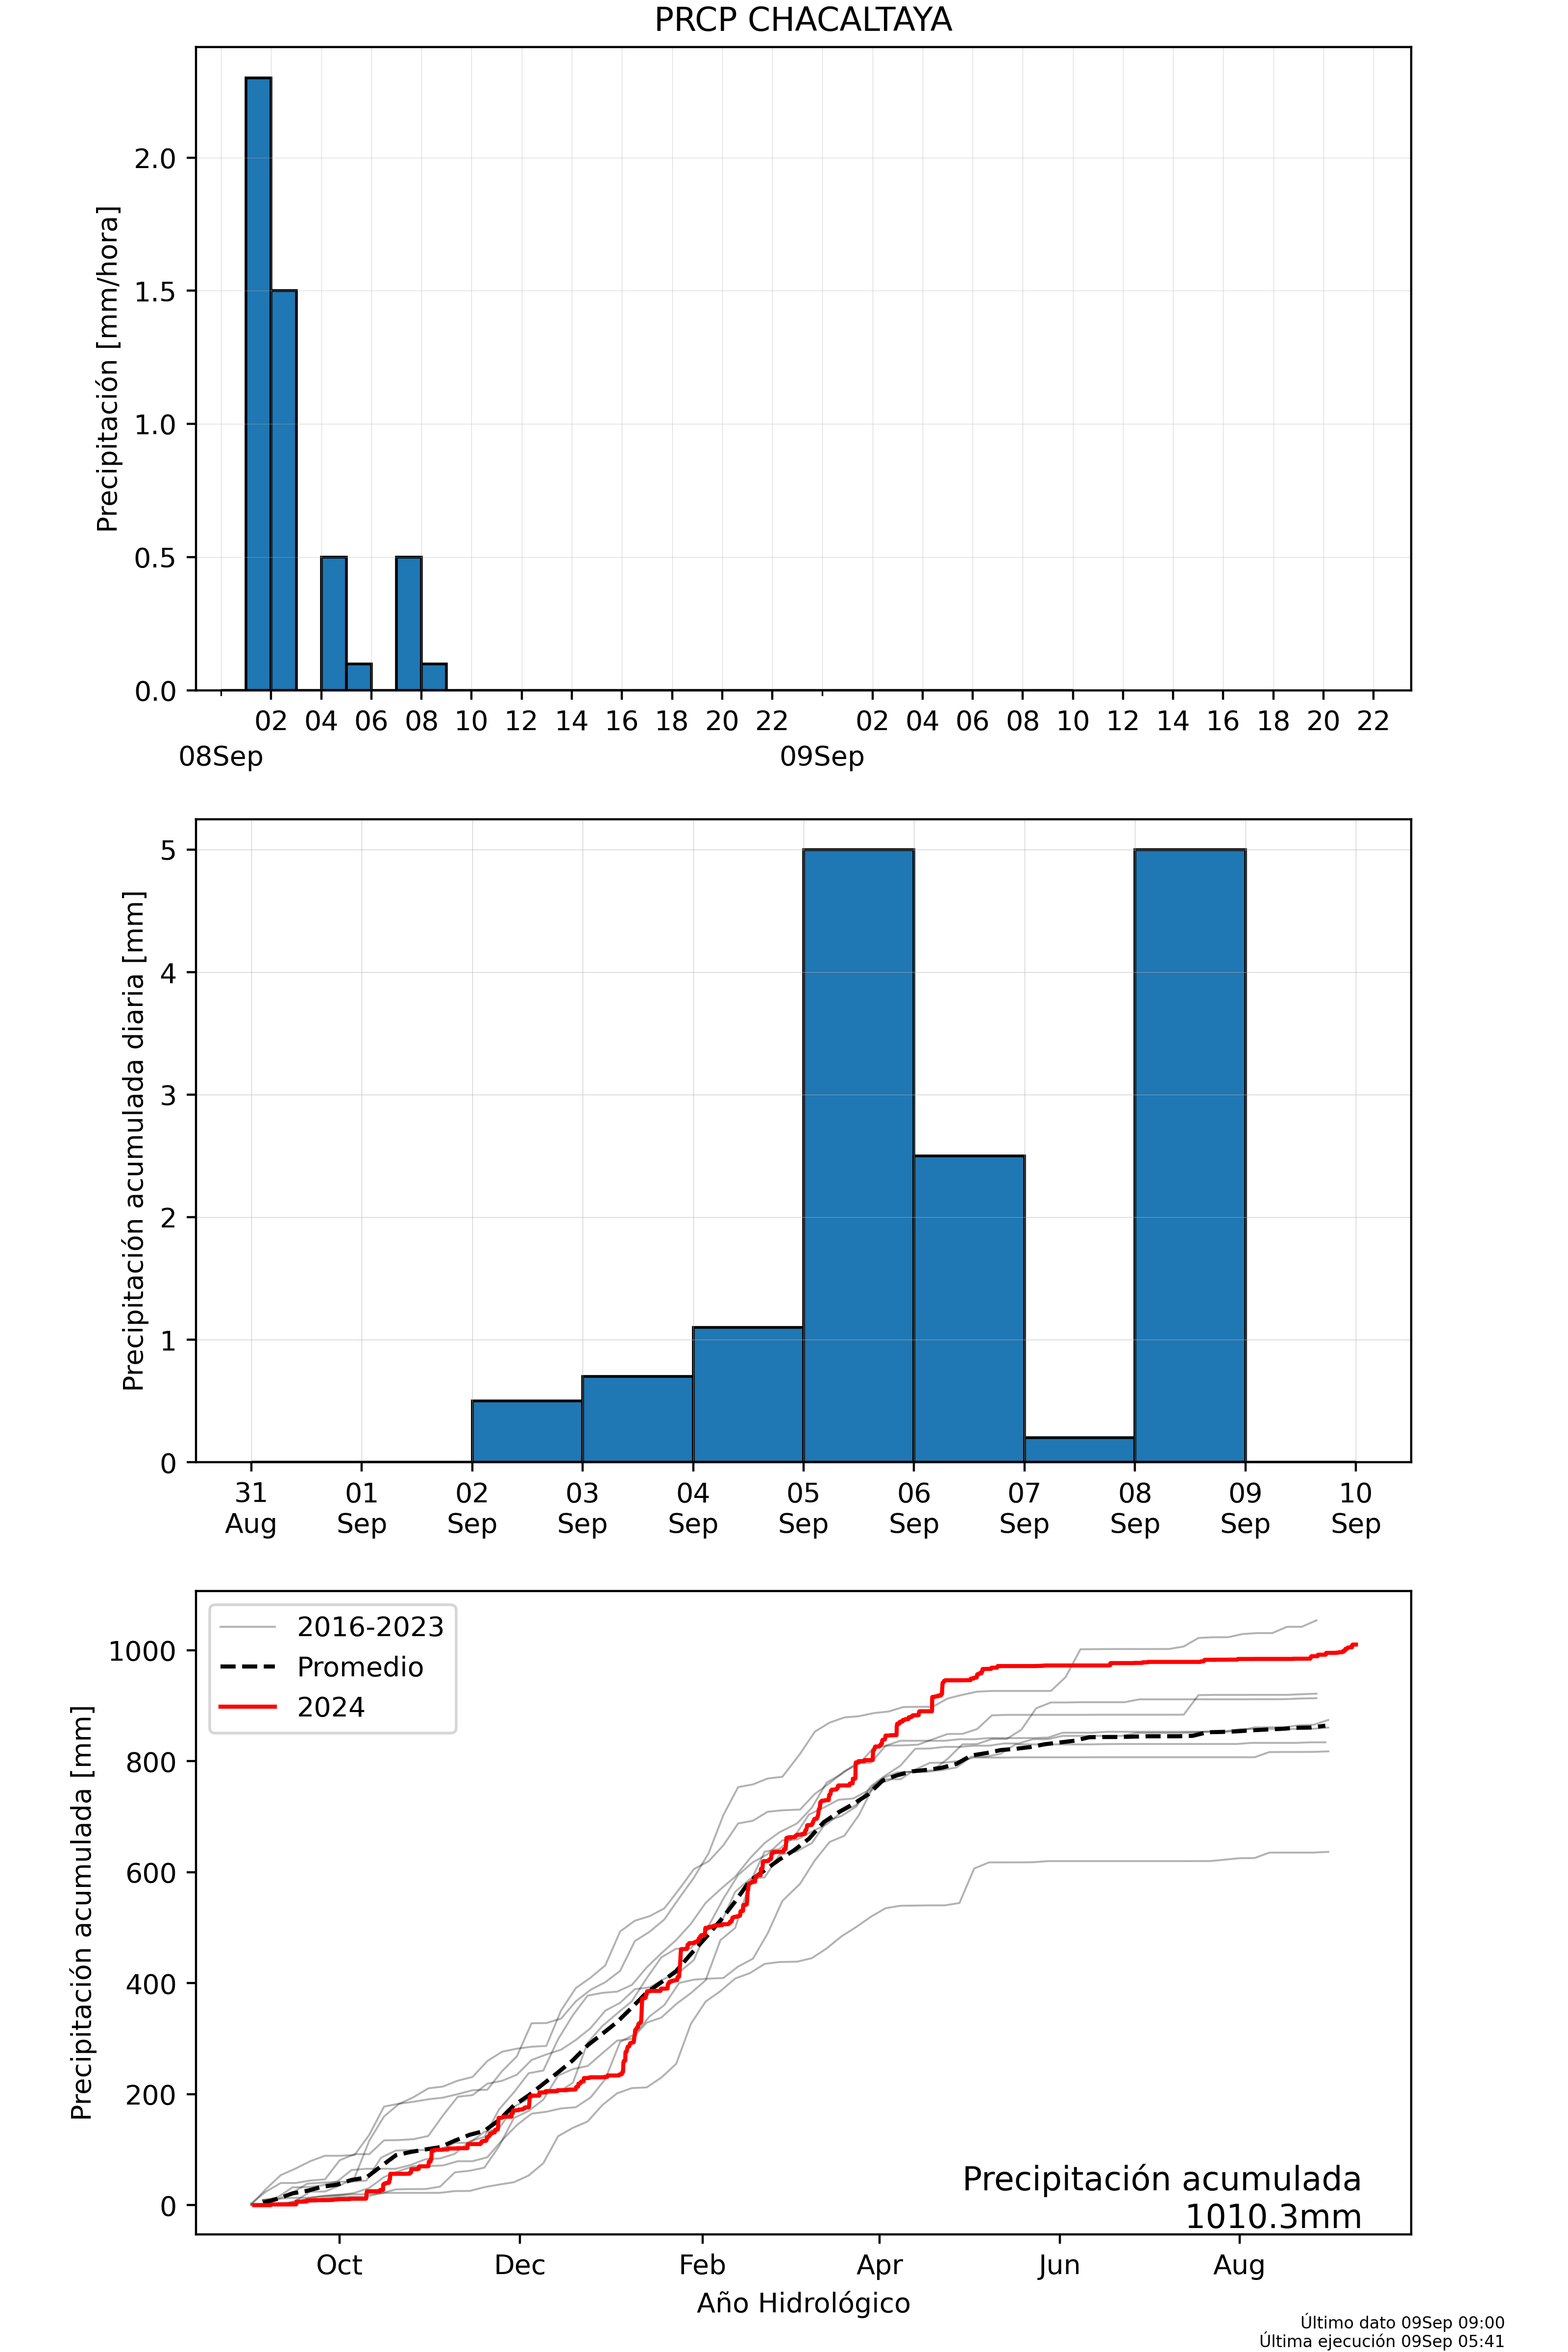 PRCP CHACALTAYA
Precipitación [mm/hora]
2.0
1.5
1.0
0.5
0.0
02 04 06 08 10 12 14 16 18 20 22 02 04 06 08 10 12 14 16 18 20 22
08Sep 09Sep
Precipitación acumulada diaria [mm]
5
4
3
2
1
0
31 01 02 03 04 05 06 07 08 09 10
Aug Sep Sep Sep Sep Sep Sep Sep Sep Sep Sep
Precipitación acumulada [mm]
1000
800
600
400
200
0
2016-2023
Promedio
2024
Precipitación acumulada
1010.3mm
Oct Dec Feb Apr Jun Aug
Año Hidrológico
Último dato 09Sep 09:00
Última ejecución 09Sep 05:41